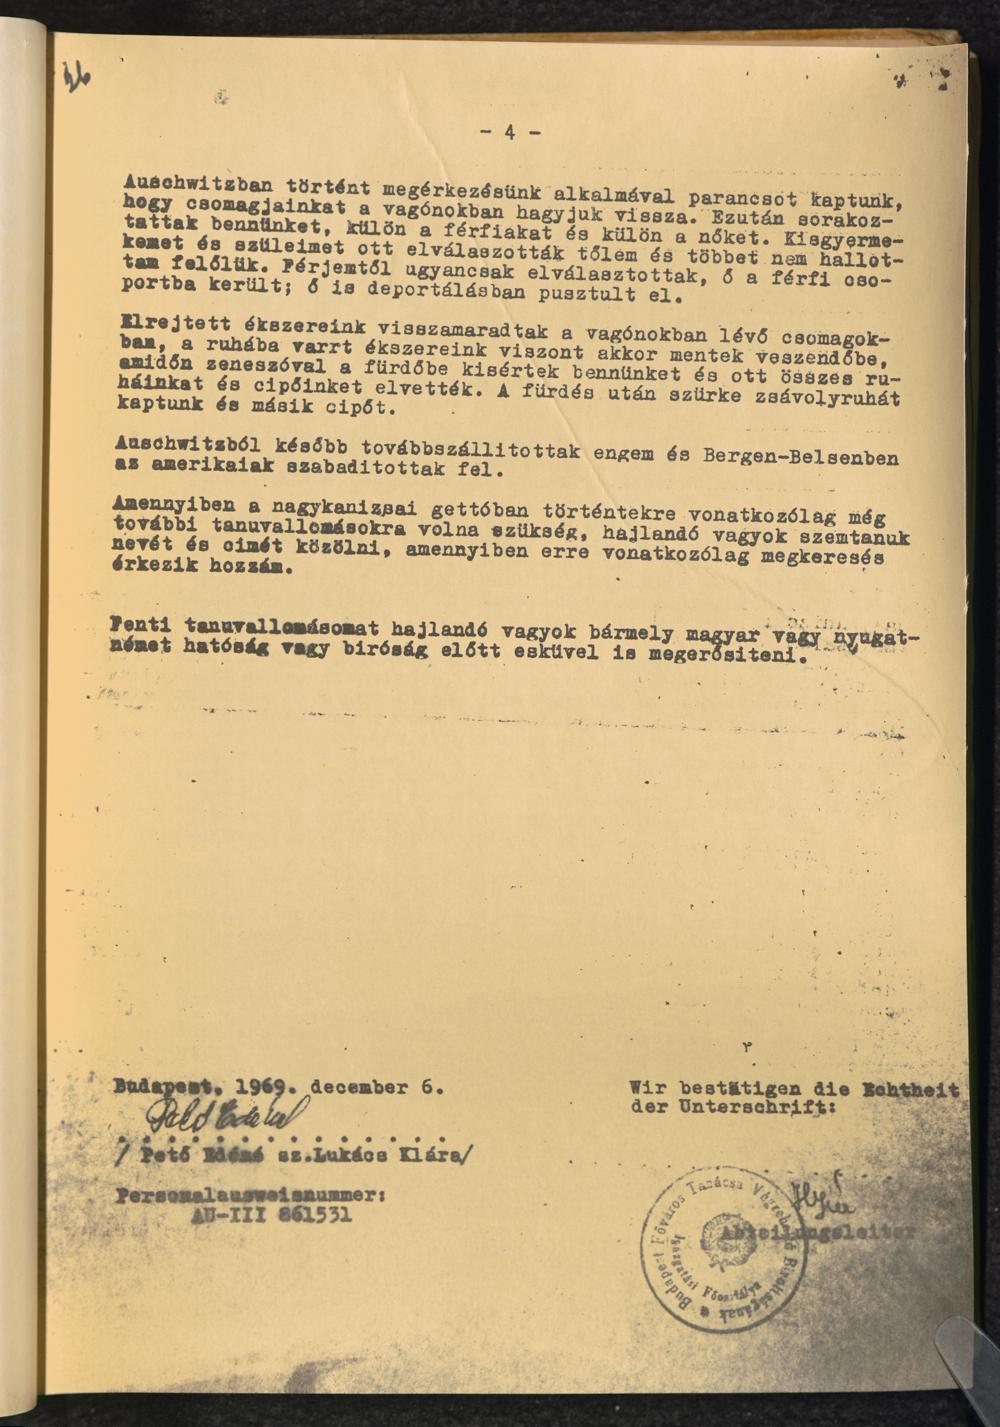 - 4 -
Auschwitzban történt megérkezésünk alkalmával parancsot kaptunk,
hogy csomagjainkat a vagónokban hagyjuk vissza. Ezután sorakoz-
tattak bennünket, külön a férfiakat és külön a nőket. Kisgyerme-
kemet és szüleimet ott elválaszották tőlem és többet nem hallot-
tam felőlük. Férjemtől ugyancsak elválasztottak, ő a férfi cso-
portba került; ő is deportálásban pusztult el.
Elrejtett ékszereink visszamaradtak a vagónokban lévő csomagok-
ban, a ruhába varrt ékszereink viszont akkor mentek veszendőbe,
amidőn zeneszóval a fürdőbe kisértek bennünket és ott összes ru-
háinkat és cipőinket elvették. A fürdés után szürke zsávolyruhát
kaptunk és másik cipőt.
Auschwitzból később továbbszállitottak engem és Bergen-Belsenben
az amerikaiak szabaditottak fel.
Amennyiben a nagykanizsai gettóban történtekre vonatkozólag még
további tanuvallomásokra volna szükség, hajlandó vagyok szemtanuk
nevét és cimét közölni, amennyiben erre vonatkozólag megkeresés
érkezik hozzám.
Fenti tanuvallomásomat hajlandó vagyok bármely magyar vagy nyugat-
német hatóság vagy biróság előtt esküvel is megerősiteni.
Budapest, 1969. december 6.
/ Pető Edéné sz.Lukács Klára/
Personalausweisnummer:
AU-III 861531
Wir bestätigen die Echtheit
der Unterschrift:
Abteilungsleiter
Budapest Főváros Tanácsa Végrehajtó Bizottságának
Igazgatási Főosztálya